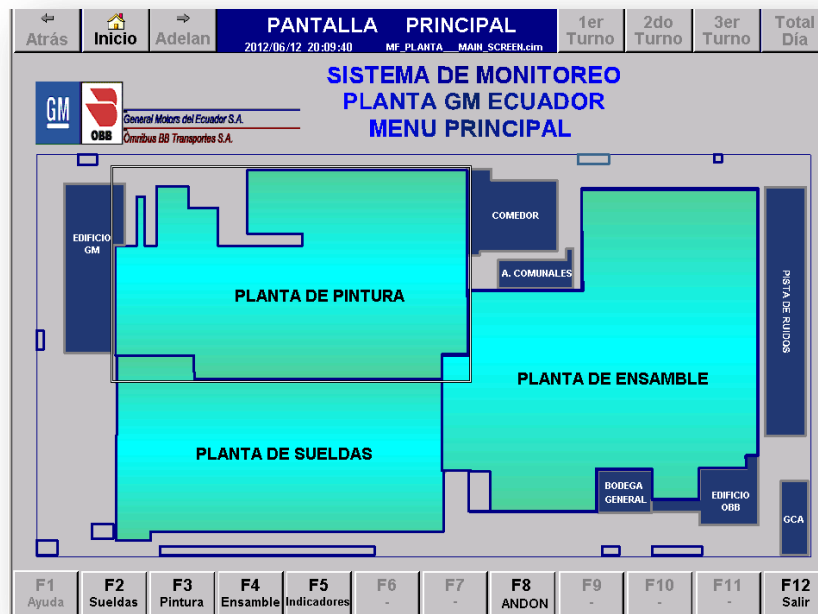 Atrás
Inicio
Adelan
PANTALLA PRINCIPAL
2012/06/12 20:09:40 MF_PLANTA__MAIN_SCREEN.cim
1er
Turno
2do
Turno
3er
Turno
Total
Día
SISTEMA DE MONITOREO
PLANTA GM ECUADOR
MENU PRINCIPAL
GM
OBB
General Motors del Ecuador S.A.
Ómnibus BB Transportes S.A.
EDIFICIO
GM
COMEDOR
A. COMUNALES
PLANTA DE PINTURA
PISTA DE RUIDOS
PLANTA DE ENSAMBLE
PLANTA DE SUELDAS
BODEGA
GENERAL
EDIFICIO
OBB
GCA
F1
Ayuda
F2
Sueldas
F3
Pintura
F4
Ensamble
F5
Indicadores
F6
-
F7
-
F8
ANDON
F9
-
F10
-
F11
-
F12
Salir